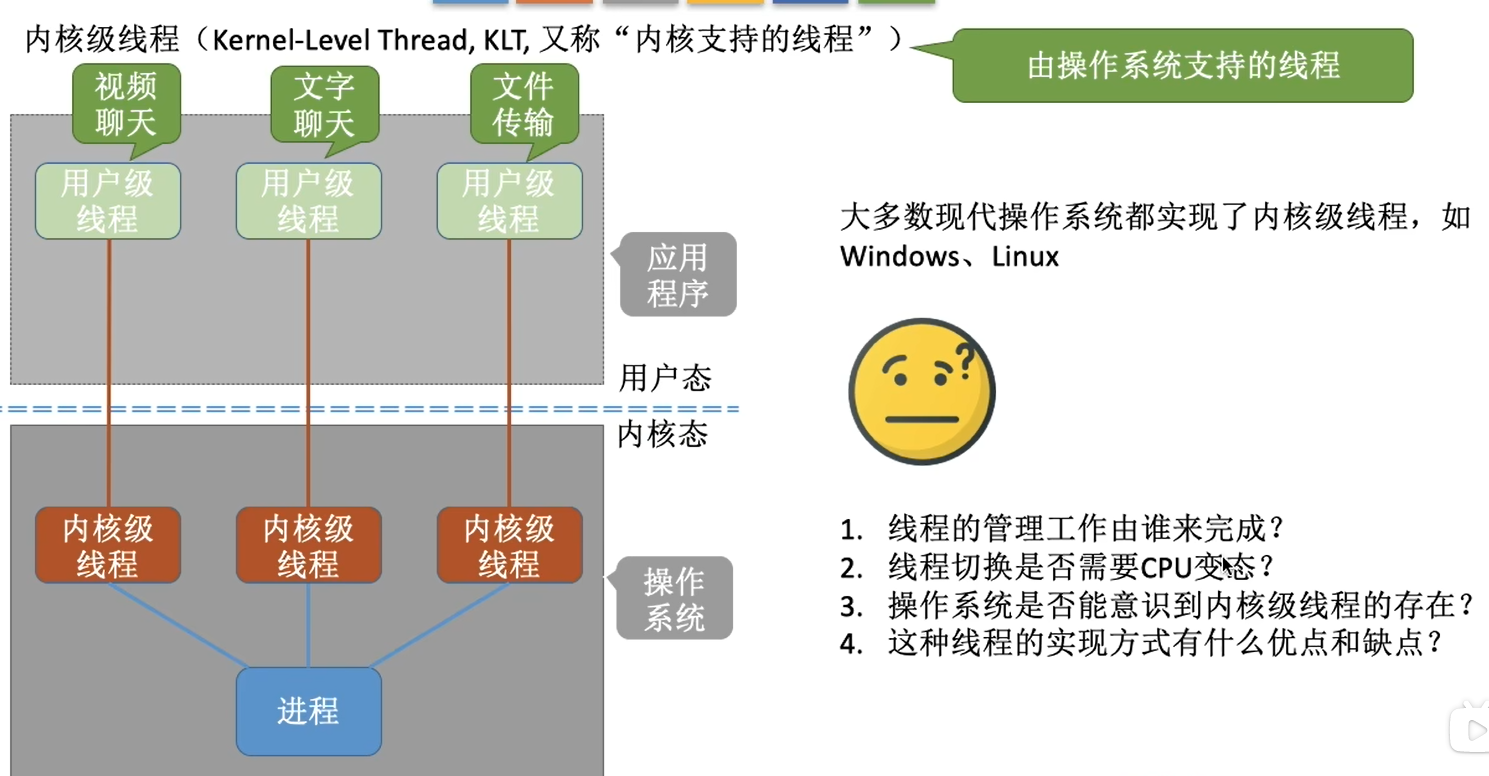 内核级线程（Kernel-Level Thread, KLT, 又称“内核支持的线程”）
由操作系统支持的线程
视频
聊天
文字
聊天
文件
传输
用户级
线程
用户级
线程
用户级
线程
应用
程序
用户态
内核态
内核级
线程
内核级
线程
内核级
线程
操作
系统
进程
大多数现代操作系统都实现了内核级线程，如
Windows、Linux
?
1. 线程的管理工作由谁来完成？
2. 线程切换是否需要CPU变态？
3. 操作系统是否能意识到内核级线程的存在？
4. 这种线程的实现方式有什么优点和缺点？